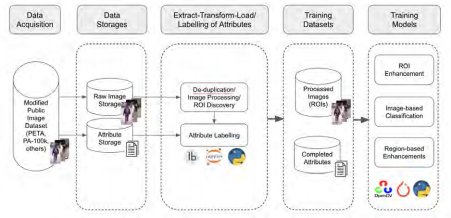 Data
Acquisition
Data
Storages
Extract-Transform-Load/
Labelling of Attributes
Training
Datasets
Training
Models
Modified
Public
Image
Dataset
(PETA,
PA-100k
others)
Raw Image
Storage
Attribute
Storage
De-duplication/
Image Processing/
ROI Discovery
Attribute Labelling
lb
jupyter
Processed
Images
(ROIs)
Completed
Attributes
ROI
Enhancement
Image-based
Classification
Region-based
Enhancements
OpenCV